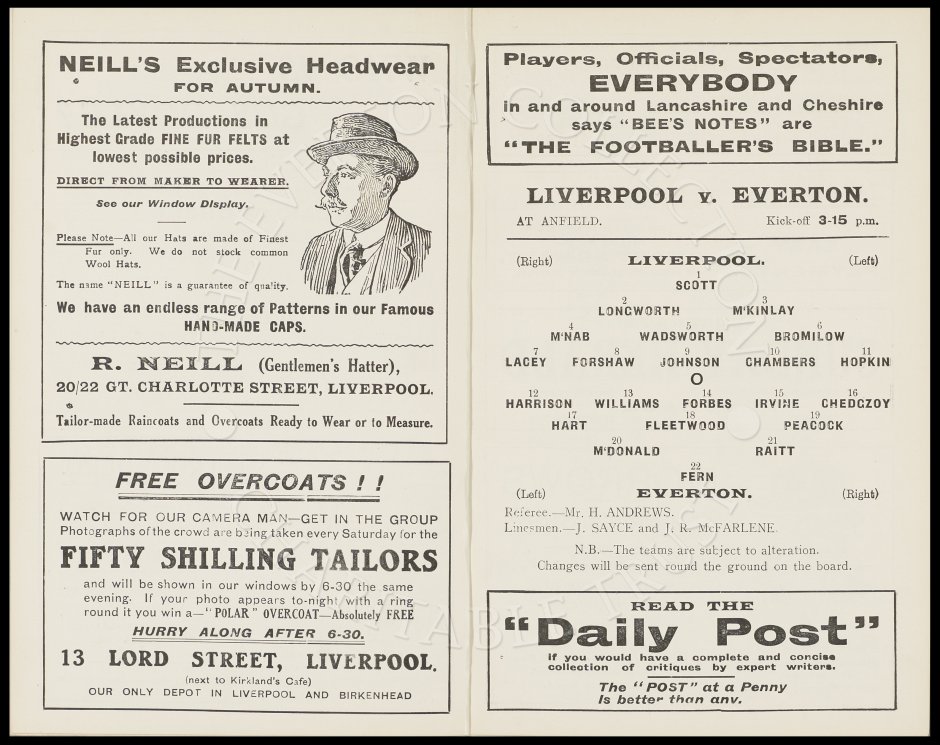 NEILL'S Exclusive Headwear
FOR AUTUMN.
The Latest Productions in
Highest Grade FINE FUR FELTS at
lowest possible prices.
DIRECT FROM MAKER TO WEARER.
See our Window Display.
Please Note—All our Hats are made of Finest
Fur only. We do not stock common
Wool Hats.
The name "NEILL" is a guarantee of quality.
We have an endless range of Patterns in our Famous
HAND-MADE CAPS.
R. NEILL (Gentlemen's Hatter),
20/22 GT. CHARLOTTE STREET, LIVERPOOL.
Tailor-made Raincoats and Overcoats Ready to Wear or to Measure.
FREE OVERCOATS ! !
WATCH FOR OUR CAMERA MAN—GET IN THE GROUP
Photographs of the crowd are being taken every Saturday for the
FIFTY SHILLING TAILORS
and will be shown in our windows by 6-30 the same
evening. If your photo appears to-night with a ring
round it you win a—"POLAR" OVERCOAT—Absolutely FREE
HURRY ALONG AFTER 6-30.
13 LORD STREET, LIVERPOOL.
(next to Kirkland's Cafe)
OUR ONLY DEPOT IN LIVERPOOL AND BIRKENHEAD
Players, Officials, Spectators,
EVERYBODY
in and around Lancashire and Cheshire
says "BEE'S NOTES" are
"THE FOOTBALLER'S BIBLE."
LIVERPOOL v. EVERTON.
AT ANFIELD. Kick-off 3-15 p.m.
(Right) LIVERPOOL. (Left)
1
SCOTT
2 3
LONGWORTH M'KINLAY
4 5 6
M'NAB WADSWORTH BROMILOW
7 8 9 10 11
LACEY FORSHAW JOHNSON CHAMBERS HOPKIN
O
12 13 14 15 16
HARRISON WILLIAMS FORBES IRVINE CHEDGZOY
17 18 19
HART FLEETWOOD PEACOCK
20 21
M'DONALD RAITT
22
FERN
(Left) EVERTON. (Right)
Referee.—Mr. H. ANDREWS.
Linesmen.—J. SAYCE and J. R. McFARLENE.
N.B.—The teams are subject to alteration.
Changes will be sent round the ground on the board.
READ THE
"Daily Post"
If you would have a complete and concise
collection of critiques by expert writers.
The "POST" at a Penny
Is better than any.
THE EVERTON COLLECTION
CHARITABLE TRUST